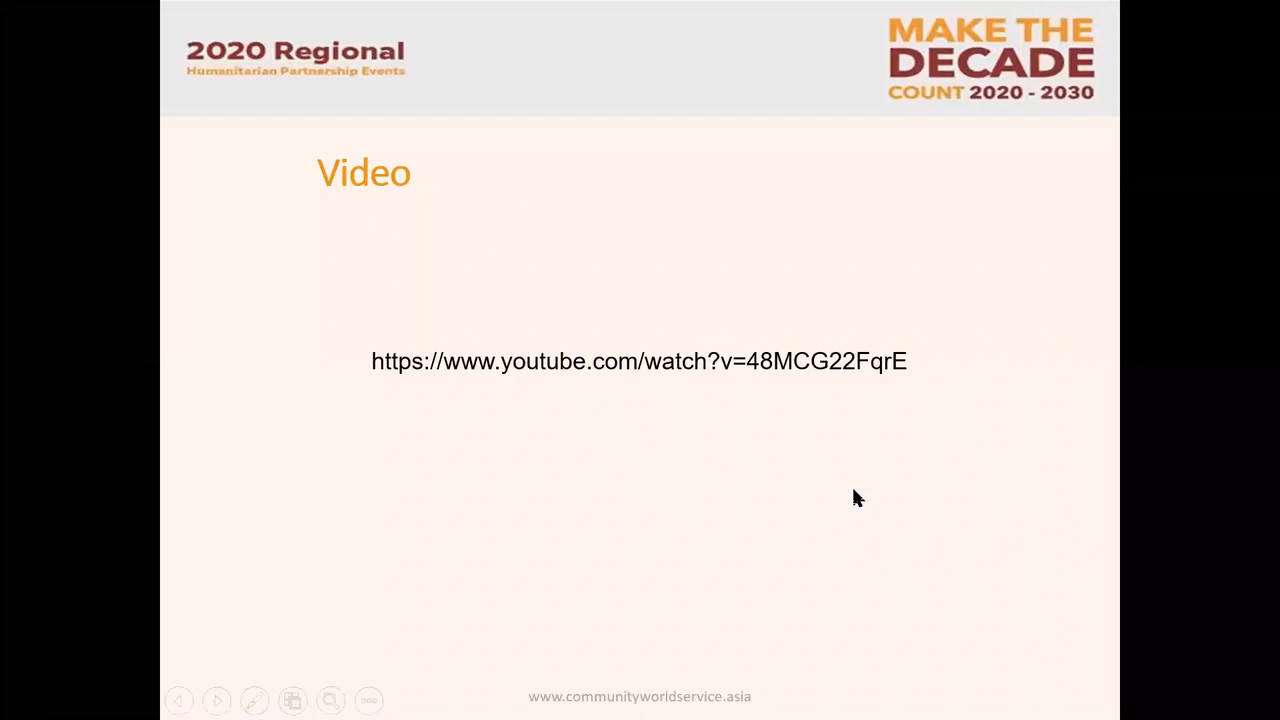 2020 Regional
Humanitarian Partnership Events
MAKE THE
DECADE
COUNT 2020 - 2030
Video
https://www.youtube.com/watch?v=48MCG22FqrE
www.communityworldservice.asia